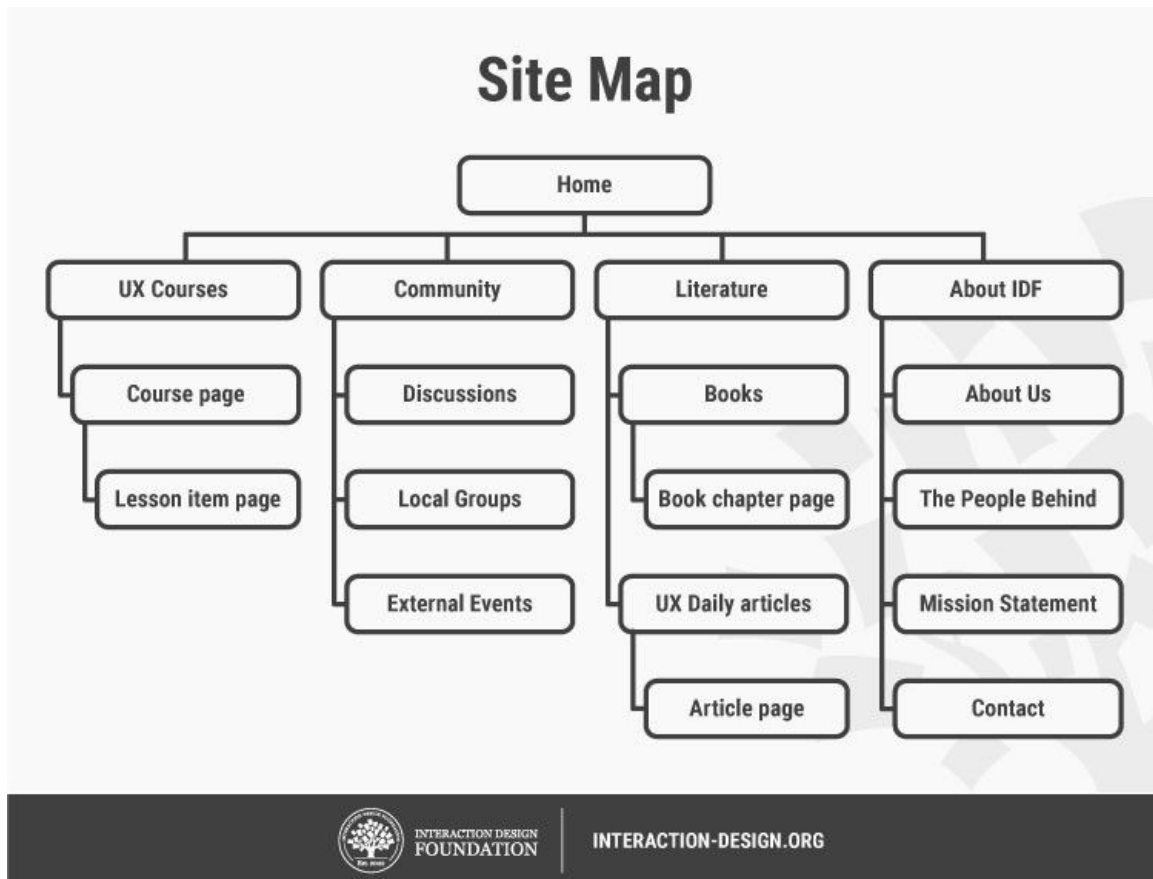 Site Map
Home
UX Courses
Community
Literature
About IDF
Course page
Discussions
Books
About Us
Lesson item page
Local Groups
Book chapter page
The People Behind
External Events
UX Daily articles
Mission Statement
Article page
Contact
INTERACTION DESIGN
FOUNDATION
INTERACTION-DESIGN.ORG